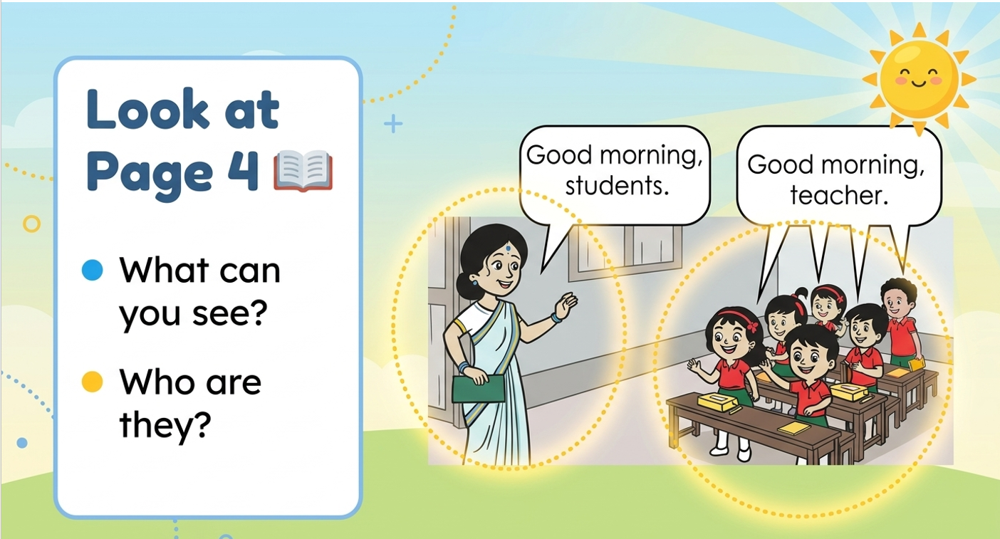 Look at
Page 4
What can
you see?
Who are
they?
Good morning,
students.
Good morning,
teacher.